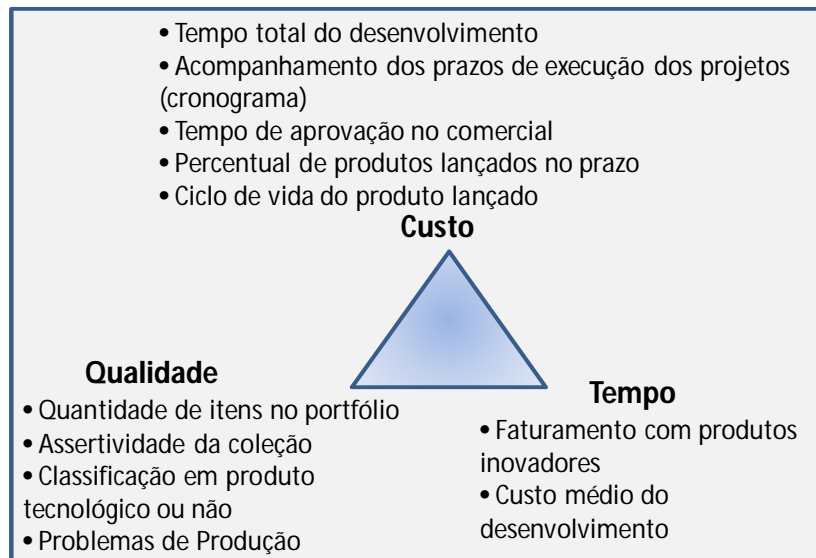 • Tempo total do desenvolvimento
• Acompanhamento dos prazos de execução dos projetos
(cronograma)
• Tempo de aprovação no comercial
• Percentual de produtos lançados no prazo
• Ciclo de vida do produto lançado
Custo
Qualidade
• Quantidade de itens no portfólio
• Assertividade da coleção
• Classificação em produto
tecnológico ou não
• Problemas de Produção
Tempo
• Faturamento com produtos
inovadores
• Custo médio do
desenvolvimento